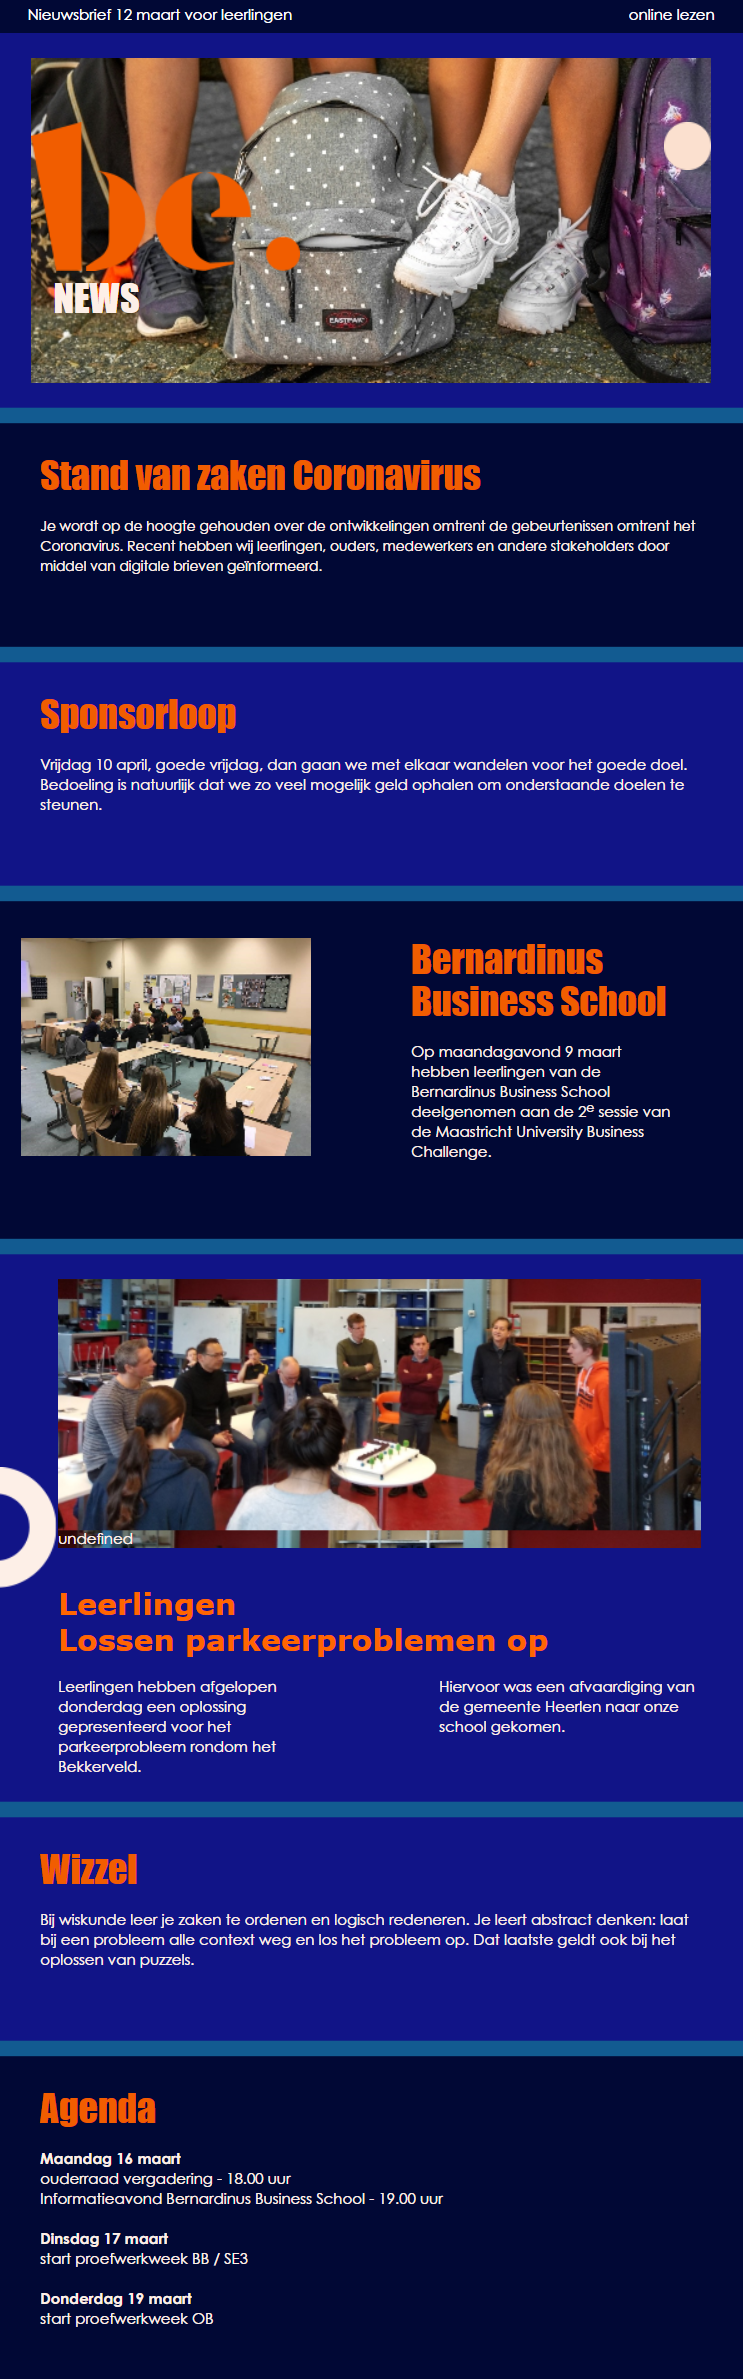 Nieuwsbrief 12 maart voor leerlingen
online lezen
be.
NEWS
EASTPAK
Stand van zaken Coronavirus
Je wordt op de hoogte gehouden over de ontwikkelingen omtrent de gebeurtenissen omtrent het
Coronavirus. Recent hebben wij leerlingen, ouders, medewerkers en andere stakeholders door
middel van digitale brieven geïnformeerd.
Sponsorloop
Vrijdag 10 april, goede vrijdag, dan gaan we met elkaar wandelen voor het goede doel.
Bedoeling is natuurlijk dat we zo veel mogelijk geld ophalen om onderstaande doelen te
steunen.
Bernardinus
Business School
Op maandagavond 9 maart
hebben leerlingen van de
Bernardinus Business School
deelgenomen aan de 2e sessie van
de Maastricht University Business
Challenge.
undefined
Leerlingen
Lossen parkeerproblemen op
Leerlingen hebben afgelopen
donderdag een oplossing
gepresenteerd voor het
parkeerprobleem rondom het
Bekkerveld.
Hiervoor was een afvaardiging van
de gemeente Heerlen naar onze
school gekomen.
Wizzel
Bij wiskunde leer je zaken te ordenen en logisch redeneren. Je leert abstract denken: laat
bij een probleem alle context weg en los het probleem op. Dat laatste geldt ook bij het
oplossen van puzzels.
Agenda
Maandag 16 maart
ouderraad vergadering - 18.00 uur
Informatieavond Bernardinus Business School - 19.00 uur
Dinsdag 17 maart
start proefwerkweek BB / SE3
Donderdag 19 maart
start proefwerkweek OB